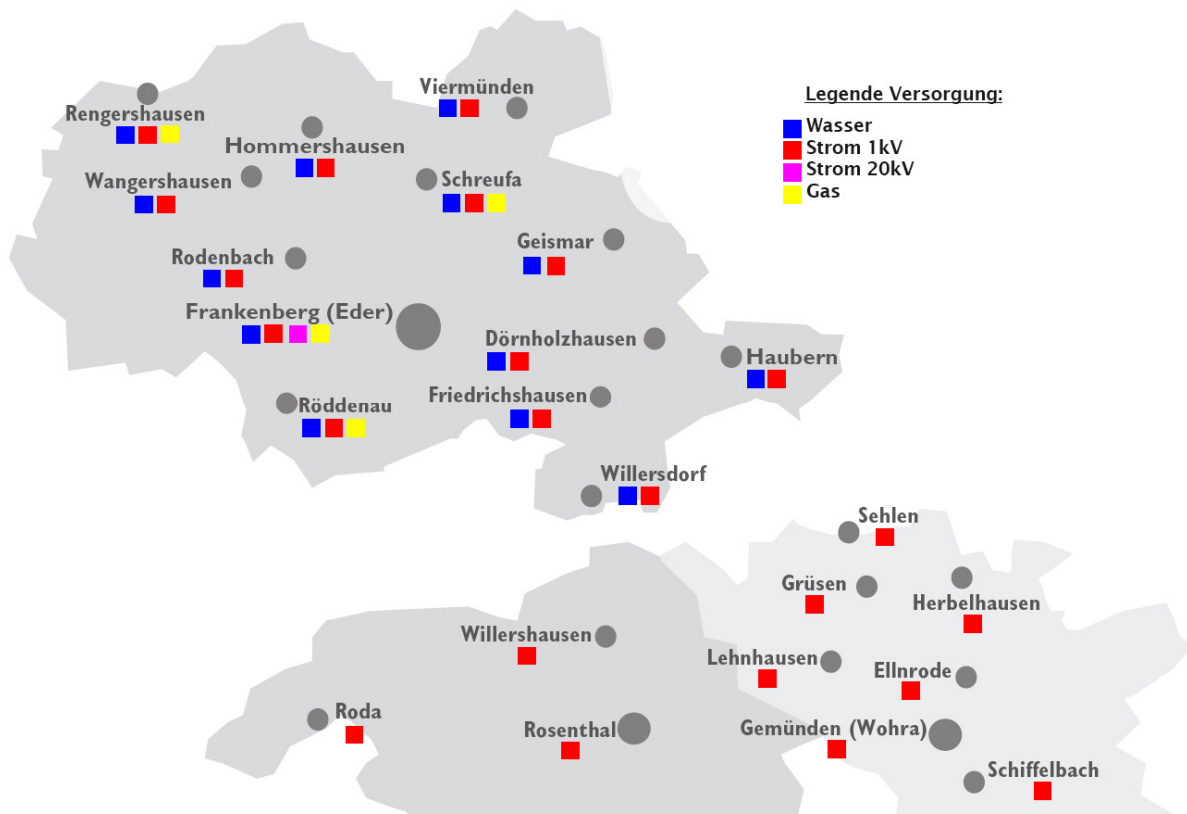 Viermünden
Legende Versorgung:
Wasser
Strom 1kV
Strom 20kV
Gas
Rengershausen
Hommershausen
Wangershausen
Schreufa
Geismar
Rodenbach
Frankenberg (Eder)
Dörnholzhausen
Haubern
Friedrichshausen
Röddenau
Willersdorf
Sehlen
Grüsen
Herbelhausen
Willershausen
Lehnhausen
Ellnrode
Roda
Rosenthal
Gemünden (Wohra)
Schiffelbach